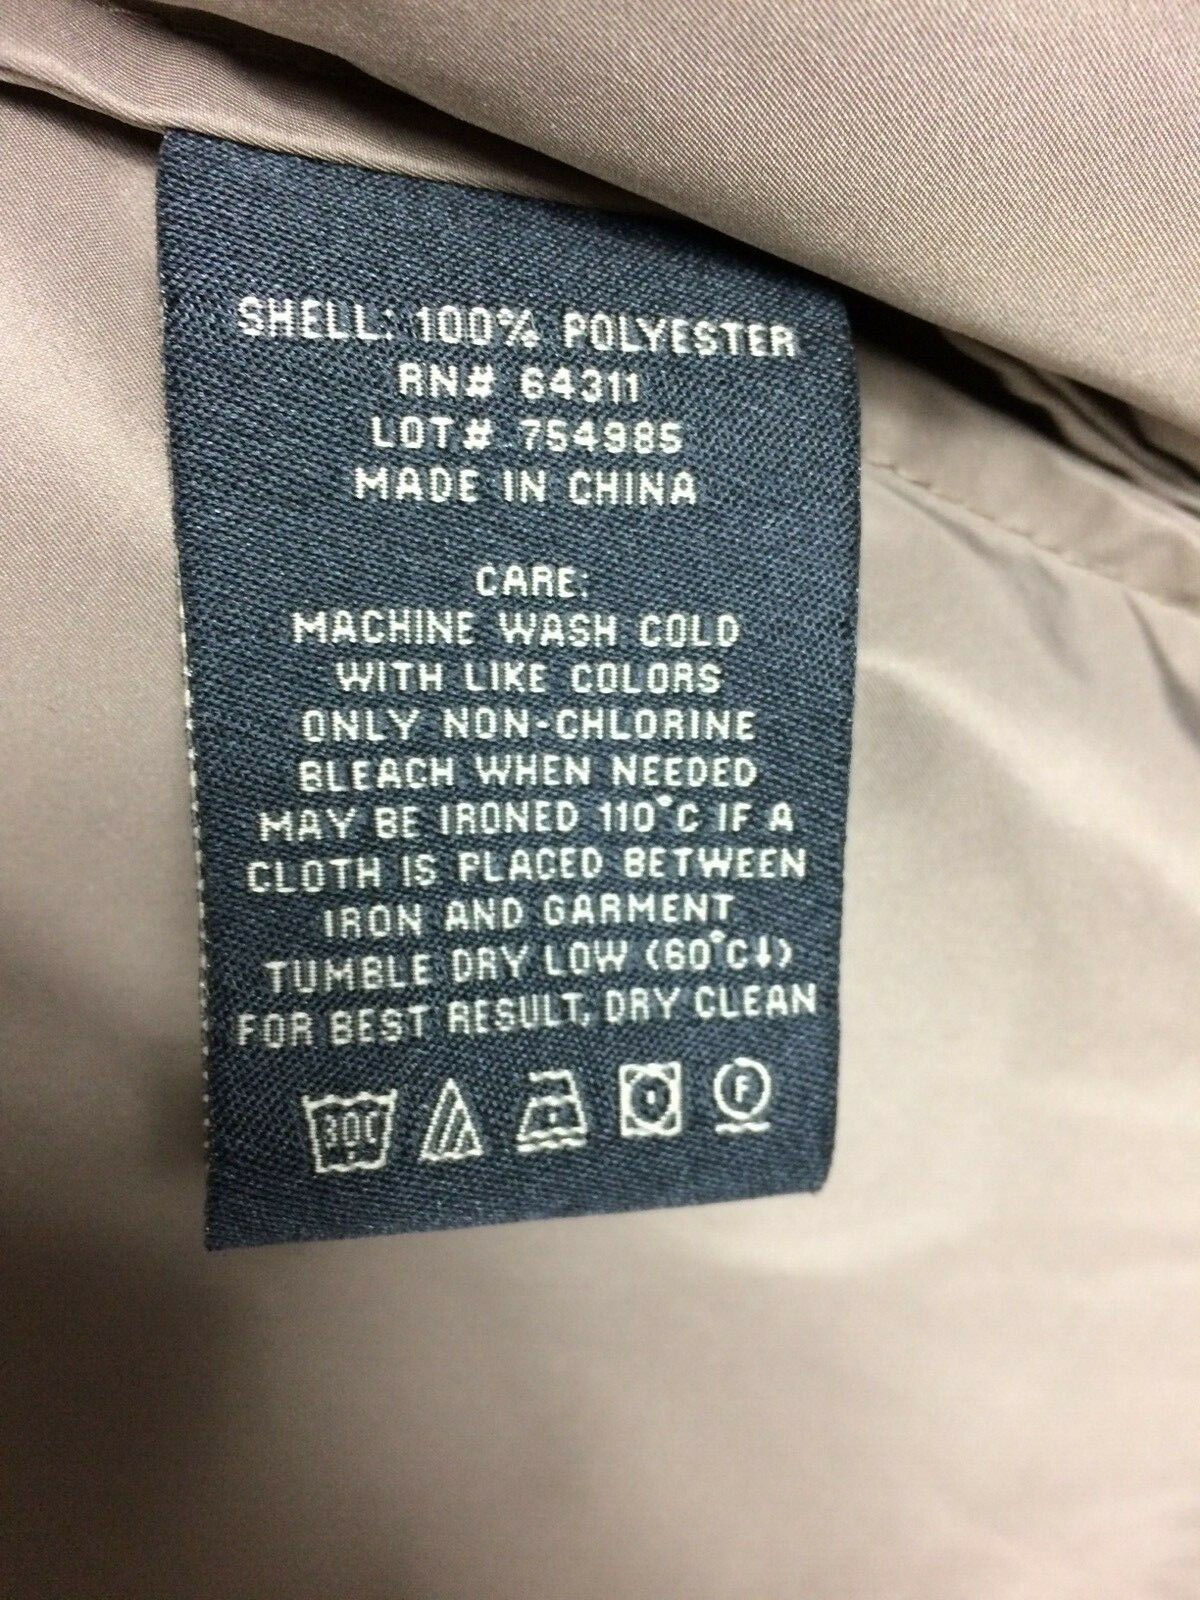 SHELL: 100% POLYESTER
RN# 64311
LOT# 754985
MADE IN CHINA
CARE:
MACHINE WASH COLD
WITH LIKE COLORS
ONLY NON-CHLORINE
BLEACH WHEN NEEDED
MAY BE IRONED 110°C IF A
CLOTH IS PLACED BETWEEN
IRON AND GARMENT
TUMBLE DRY LOW (60°C↓)
FOR BEST RESULT, DRY CLEAN
30C F